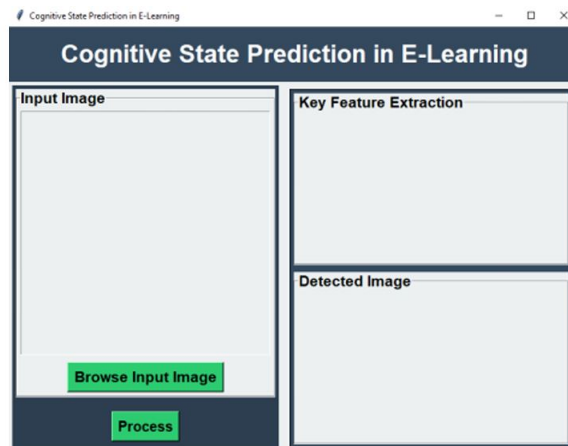 Cognitive State Prediction in E-Learning
Cognitive State Prediction in E-Learning
Input Image
Key Feature Extraction
Detected Image
Browse Input Image
Process